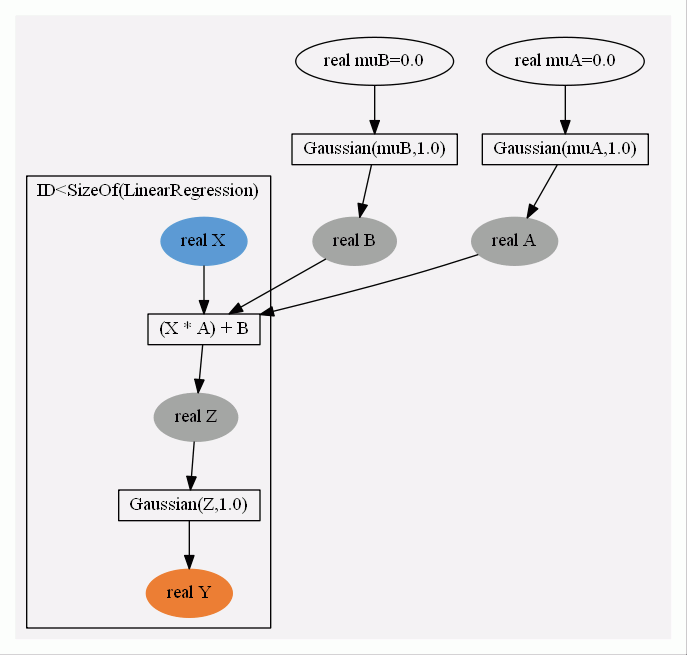 real muB=0.0
real muA=0.0
Gaussian(muB,1.0)
Gaussian(muA,1.0)
ID<SizeOf(LinearRegression)
real X
real B
real A
(X * A) + B
real Z
Gaussian(Z,1.0)
real Y